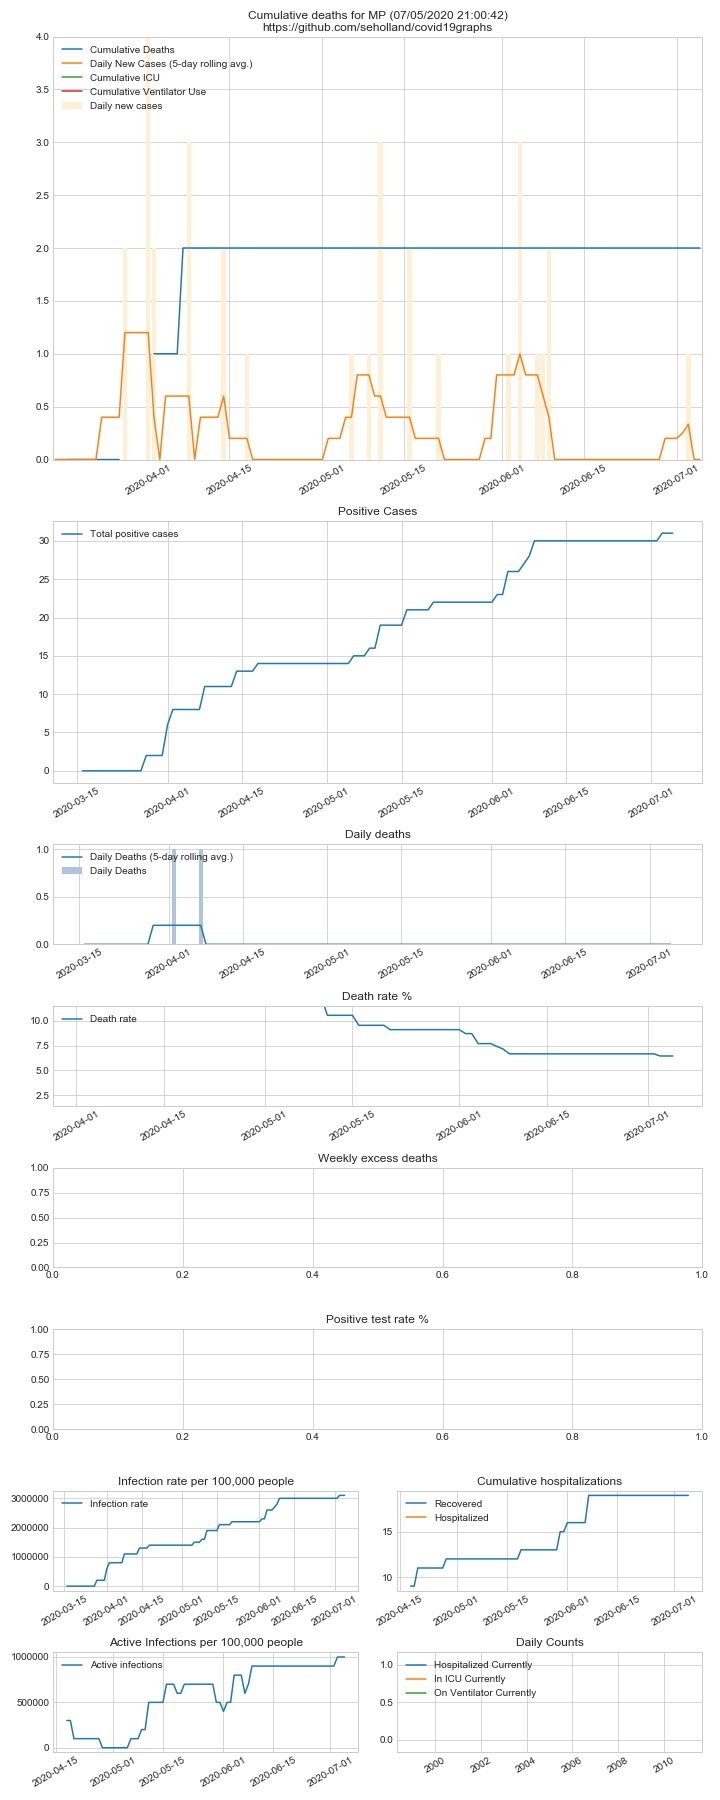 Cumulative deaths for MP (07/05/2020 21:00:42)
https://github.com/seholland/covid19graphs
4.0
3.5
3.0
2.5
2.0
1.5
1.0
0.5
0.0
Cumulative Deaths
Daily New Cases (5-day rolling avg.)
Cumulative ICU
Cumulative Ventilator Use
Daily new cases
2020-04-01 2020-04-15 2020-05-01 2020-05-15 2020-06-01 2020-06-15 2020-07-01
Positive Cases
Total positive cases
30
25
20
15
10
5
0
2020-03-15 2020-04-01 2020-04-15 2020-05-01 2020-05-15 2020-06-01 2020-06-15 2020-07-01
Daily deaths
1.0
0.5
0.0
Daily Deaths (5-day rolling avg.)
Daily Deaths
2020-03-15 2020-04-01 2020-04-15 2020-05-01 2020-05-15 2020-06-01 2020-06-15 2020-07-01
Death rate %
10.0
7.5
5.0
2.5
Death rate
2020-04-01 2020-04-15 2020-05-01 2020-05-15 2020-06-01 2020-06-15 2020-07-01
Weekly excess deaths
1.00
0.75
0.50
0.25
0.00
0.0 0.2 0.4 0.6 0.8 1.0
Positive test rate %
1.00
0.75
0.50
0.25
0.00
0.0 0.2 0.4 0.6 0.8 1.0
Infection rate per 100,000 people
3000000
2000000
1000000
0
Infection rate
2020-03-15 2020-04-01 2020-04-15 2020-05-01 2020-05-15 2020-06-01 2020-06-15 2020-07-01
Cumulative hospitalizations
15
10
Recovered
Hospitalized
2020-04-15 2020-05-01 2020-05-15 2020-06-01 2020-06-15 2020-07-01
Active Infections per 100,000 people
1000000
500000
0
Active infections
2020-04-15 2020-05-01 2020-05-15 2020-06-01 2020-06-15 2020-07-01
Daily Counts
1.0
0.5
0.0
Hospitalized Currently
In ICU Currently
On Ventilator Currently
2000 2002 2004 2006 2008 2010